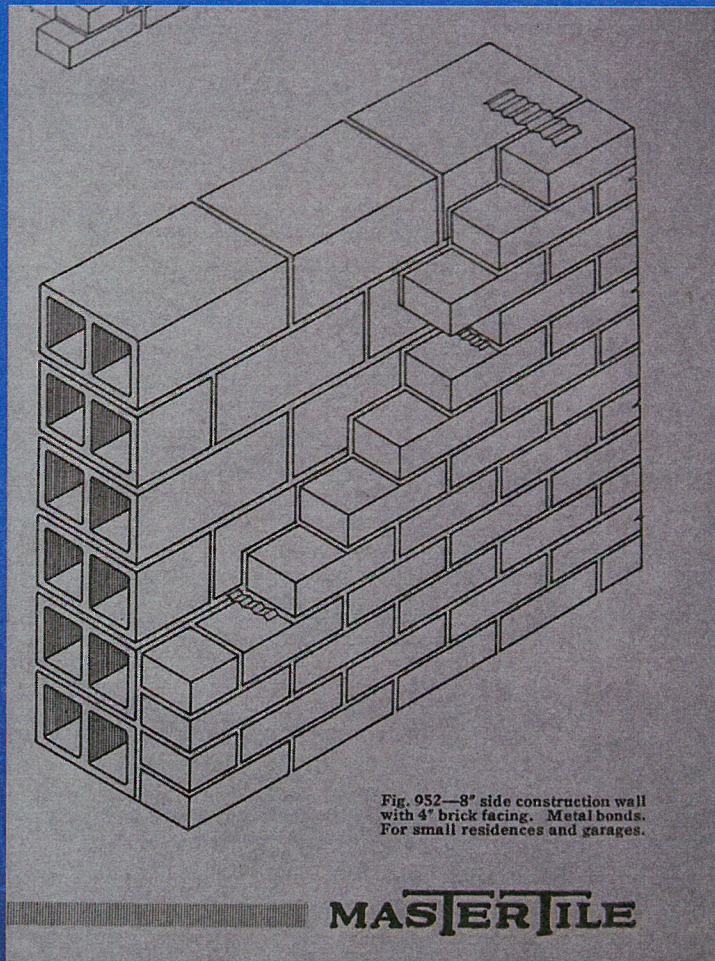 Fig. 952—8" side construction wall
with 4" brick facing. Metal bonds.
For small residences and garages.
MASTERTILE